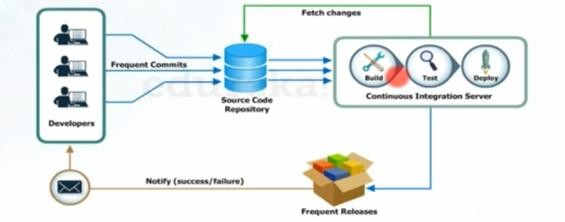 Fetch changes
Frequent Commits
Build
Test
Deploy
Continuous Integration Server
Source Code
Repository
Developers
Notify (success/failure)
Frequent Releases